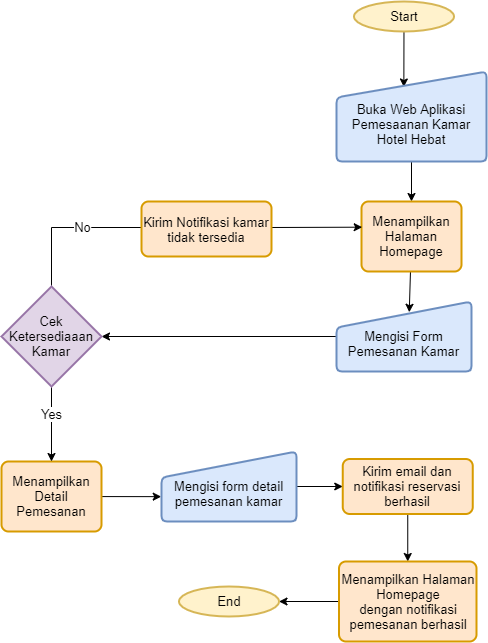 Start
Buka Web Aplikasi
Pemesaanan Kamar
Hotel Hebat
No
Kirim Notifikasi kamar
tidak tersedia
Menampilkan
Halaman
Homepage
Cek
Ketersediaaan
Kamar
Mengisi Form
Pemesanan Kamar
Yes
Menampilkan
Detail
Pemesanan
Mengisi form detail
pemesanan kamar
Kirim email dan
notifikasi reservasi
berhasil
End
Menampilkan Halaman
Homepage
dengan notifikasi
pemesanan berhasil